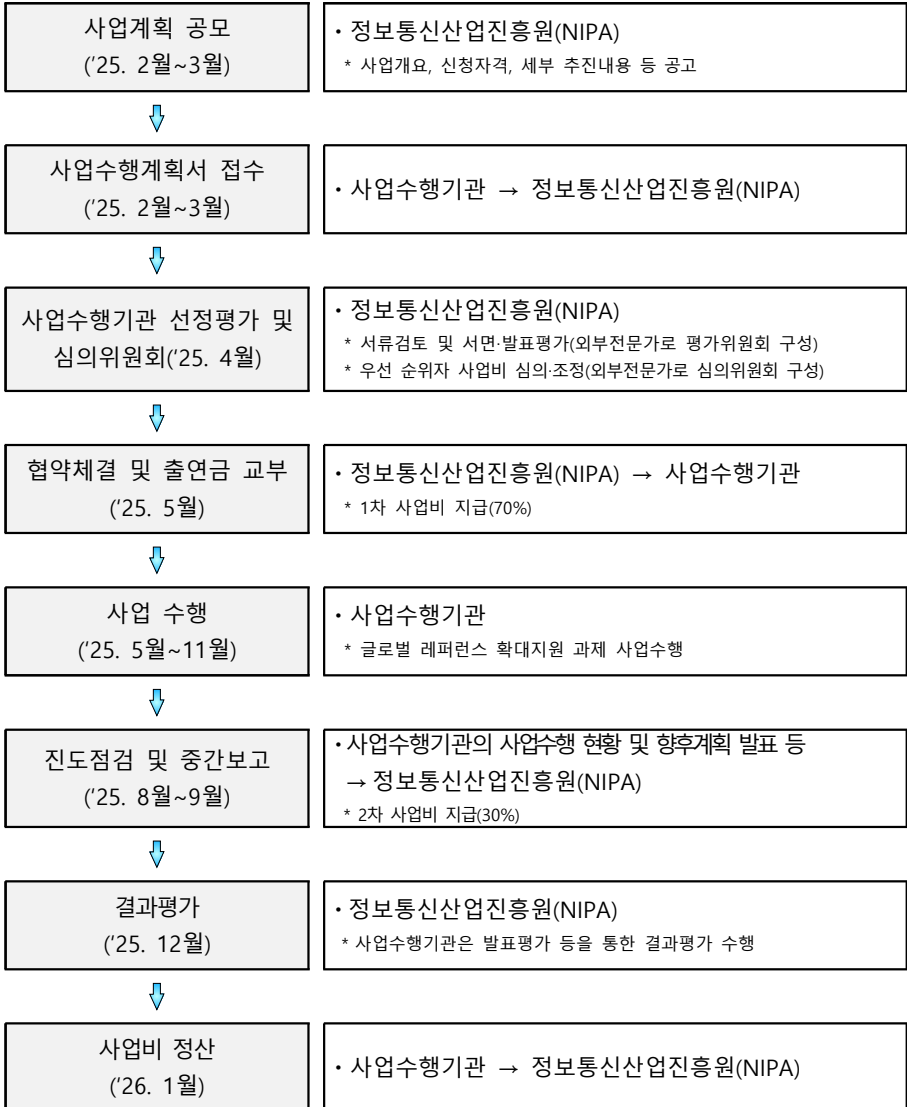 사업계획 공모
('25. 2월~3월)
· 정보통신산업진흥원(NIPA)
* 사업개요, 신청자격, 세부 추진내용 등 공고
사업수행계획서 접수
('25. 2월~3월)
· 사업수행기관 → 정보통신산업진흥원(NIPA)
사업수행기관 선정평가 및
심의위원회('25. 4월)
· 정보통신산업진흥원(NIPA)
* 서류검토 및 서면·발표평가(외부전문가로 평가위원회 구성)
* 우선 순위자 사업비 심의·조정(외부전문가로 심의위원회 구성)
협약체결 및 출연금 교부
('25. 5월)
· 정보통신산업진흥원(NIPA) → 사업수행기관
* 1차 사업비 지급(70%)
사업 수행
('25. 5월~11월)
· 사업수행기관
* 글로벌 레퍼런스 확대지원 과제 사업수행
진도점검 및 중간보고
('25. 8월~9월)
· 사업수행기관의 사업수행 현황 및 향후계획 발표 등
→ 정보통신산업진흥원(NIPA)
* 2차 사업비 지급(30%)
결과평가
('25. 12월)
· 정보통신산업진흥원(NIPA)
* 사업수행기관은 발표평가 등을 통한 결과평가 수행
사업비 정산
('26. 1월)
· 사업수행기관 → 정보통신산업진흥원(NIPA)